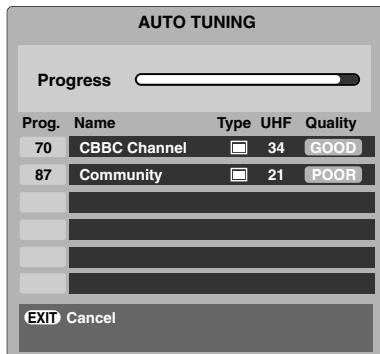 AUTO TUNING
Progress
Prog. Name Type UHF Quality
70 CBBC Channel 34 GOOD
87 Community 21 POOR
EXIT Cancel